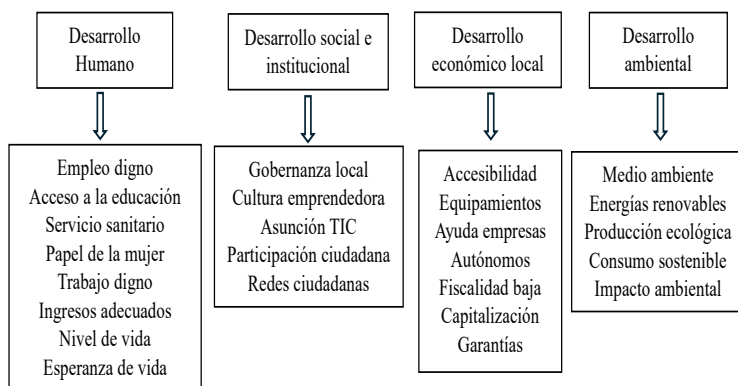 Desarrollo
Humano
Empleo digno
Acceso a la educación
Servicio sanitario
Papel de la mujer
Trabajo digno
Ingresos adecuados
Nivel de vida
Esperanza de vida
Desarrollo social e
institucional
Gobernanza local
Cultura emprendedora
Asunción TIC
Participación ciudadana
Redes ciudadanas
Desarrollo
económico local
Accesibilidad
Equipamientos
Ayuda empresas
Autónomos
Fiscalidad baja
Capitalización
Garantías
Desarrollo
ambiental
Medio ambiente
Energías renovables
Producción ecológica
Consumo sostenible
Impacto ambiental